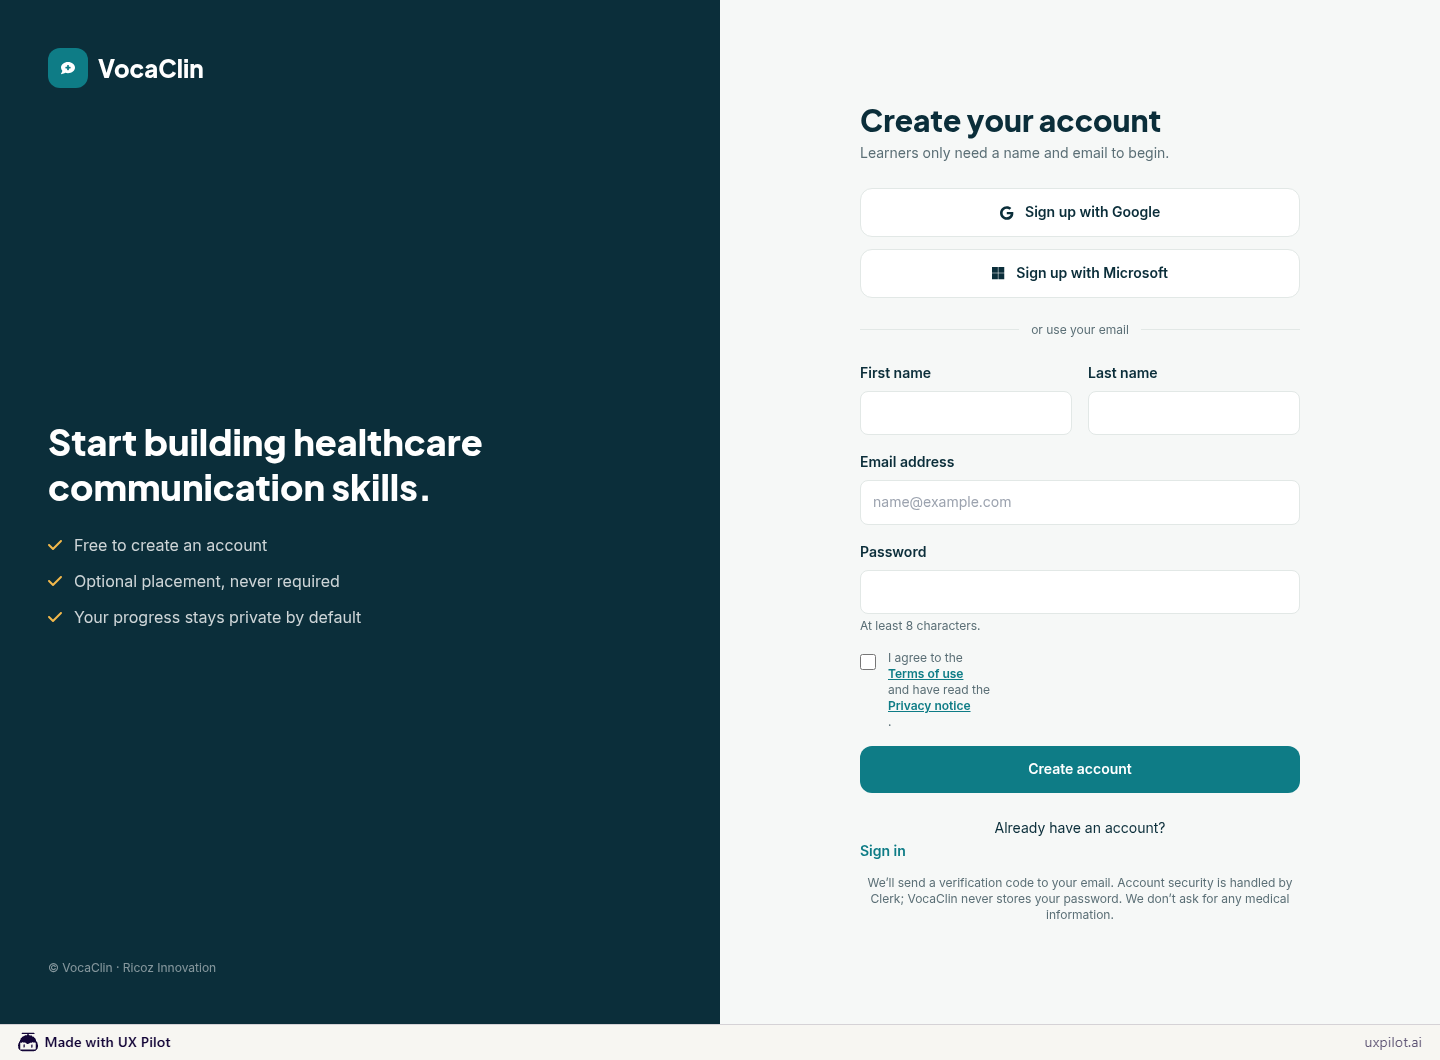 VocaClin
Start building healthcare
communication skills.
Free to create an account
Optional placement, never required
Your progress stays private by default
© VocaClin · Ricoz Innovation
Create your account
Learners only need a name and email to begin.
Sign up with Google
Sign up with Microsoft
or use your email
First name
Last name
Email address
name@example.com
Password
At least 8 characters.
I agree to the
Terms of use
and have read the
Privacy notice
.
Create account
Already have an account?
Sign in
We’ll send a verification code to your email. Account security is handled by
Clerk; VocaClin never stores your password. We don’t ask for any medical
information.
Made with UX Pilot
uxpilot.ai